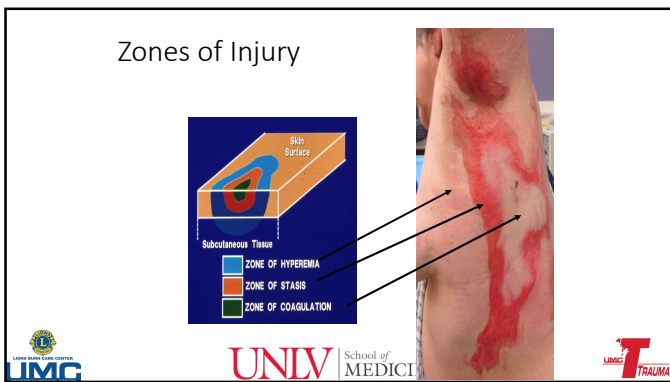 Zones of Injury
Skin
Surface
Subcutaneous Tissue
ZONE OF HYPEREMIA
ZONE OF STASIS
ZONE OF COAGULATION
LIONS BURN CARE CENTER
UMC
UNLV
School of
MEDICI
UMC
TRAUMA